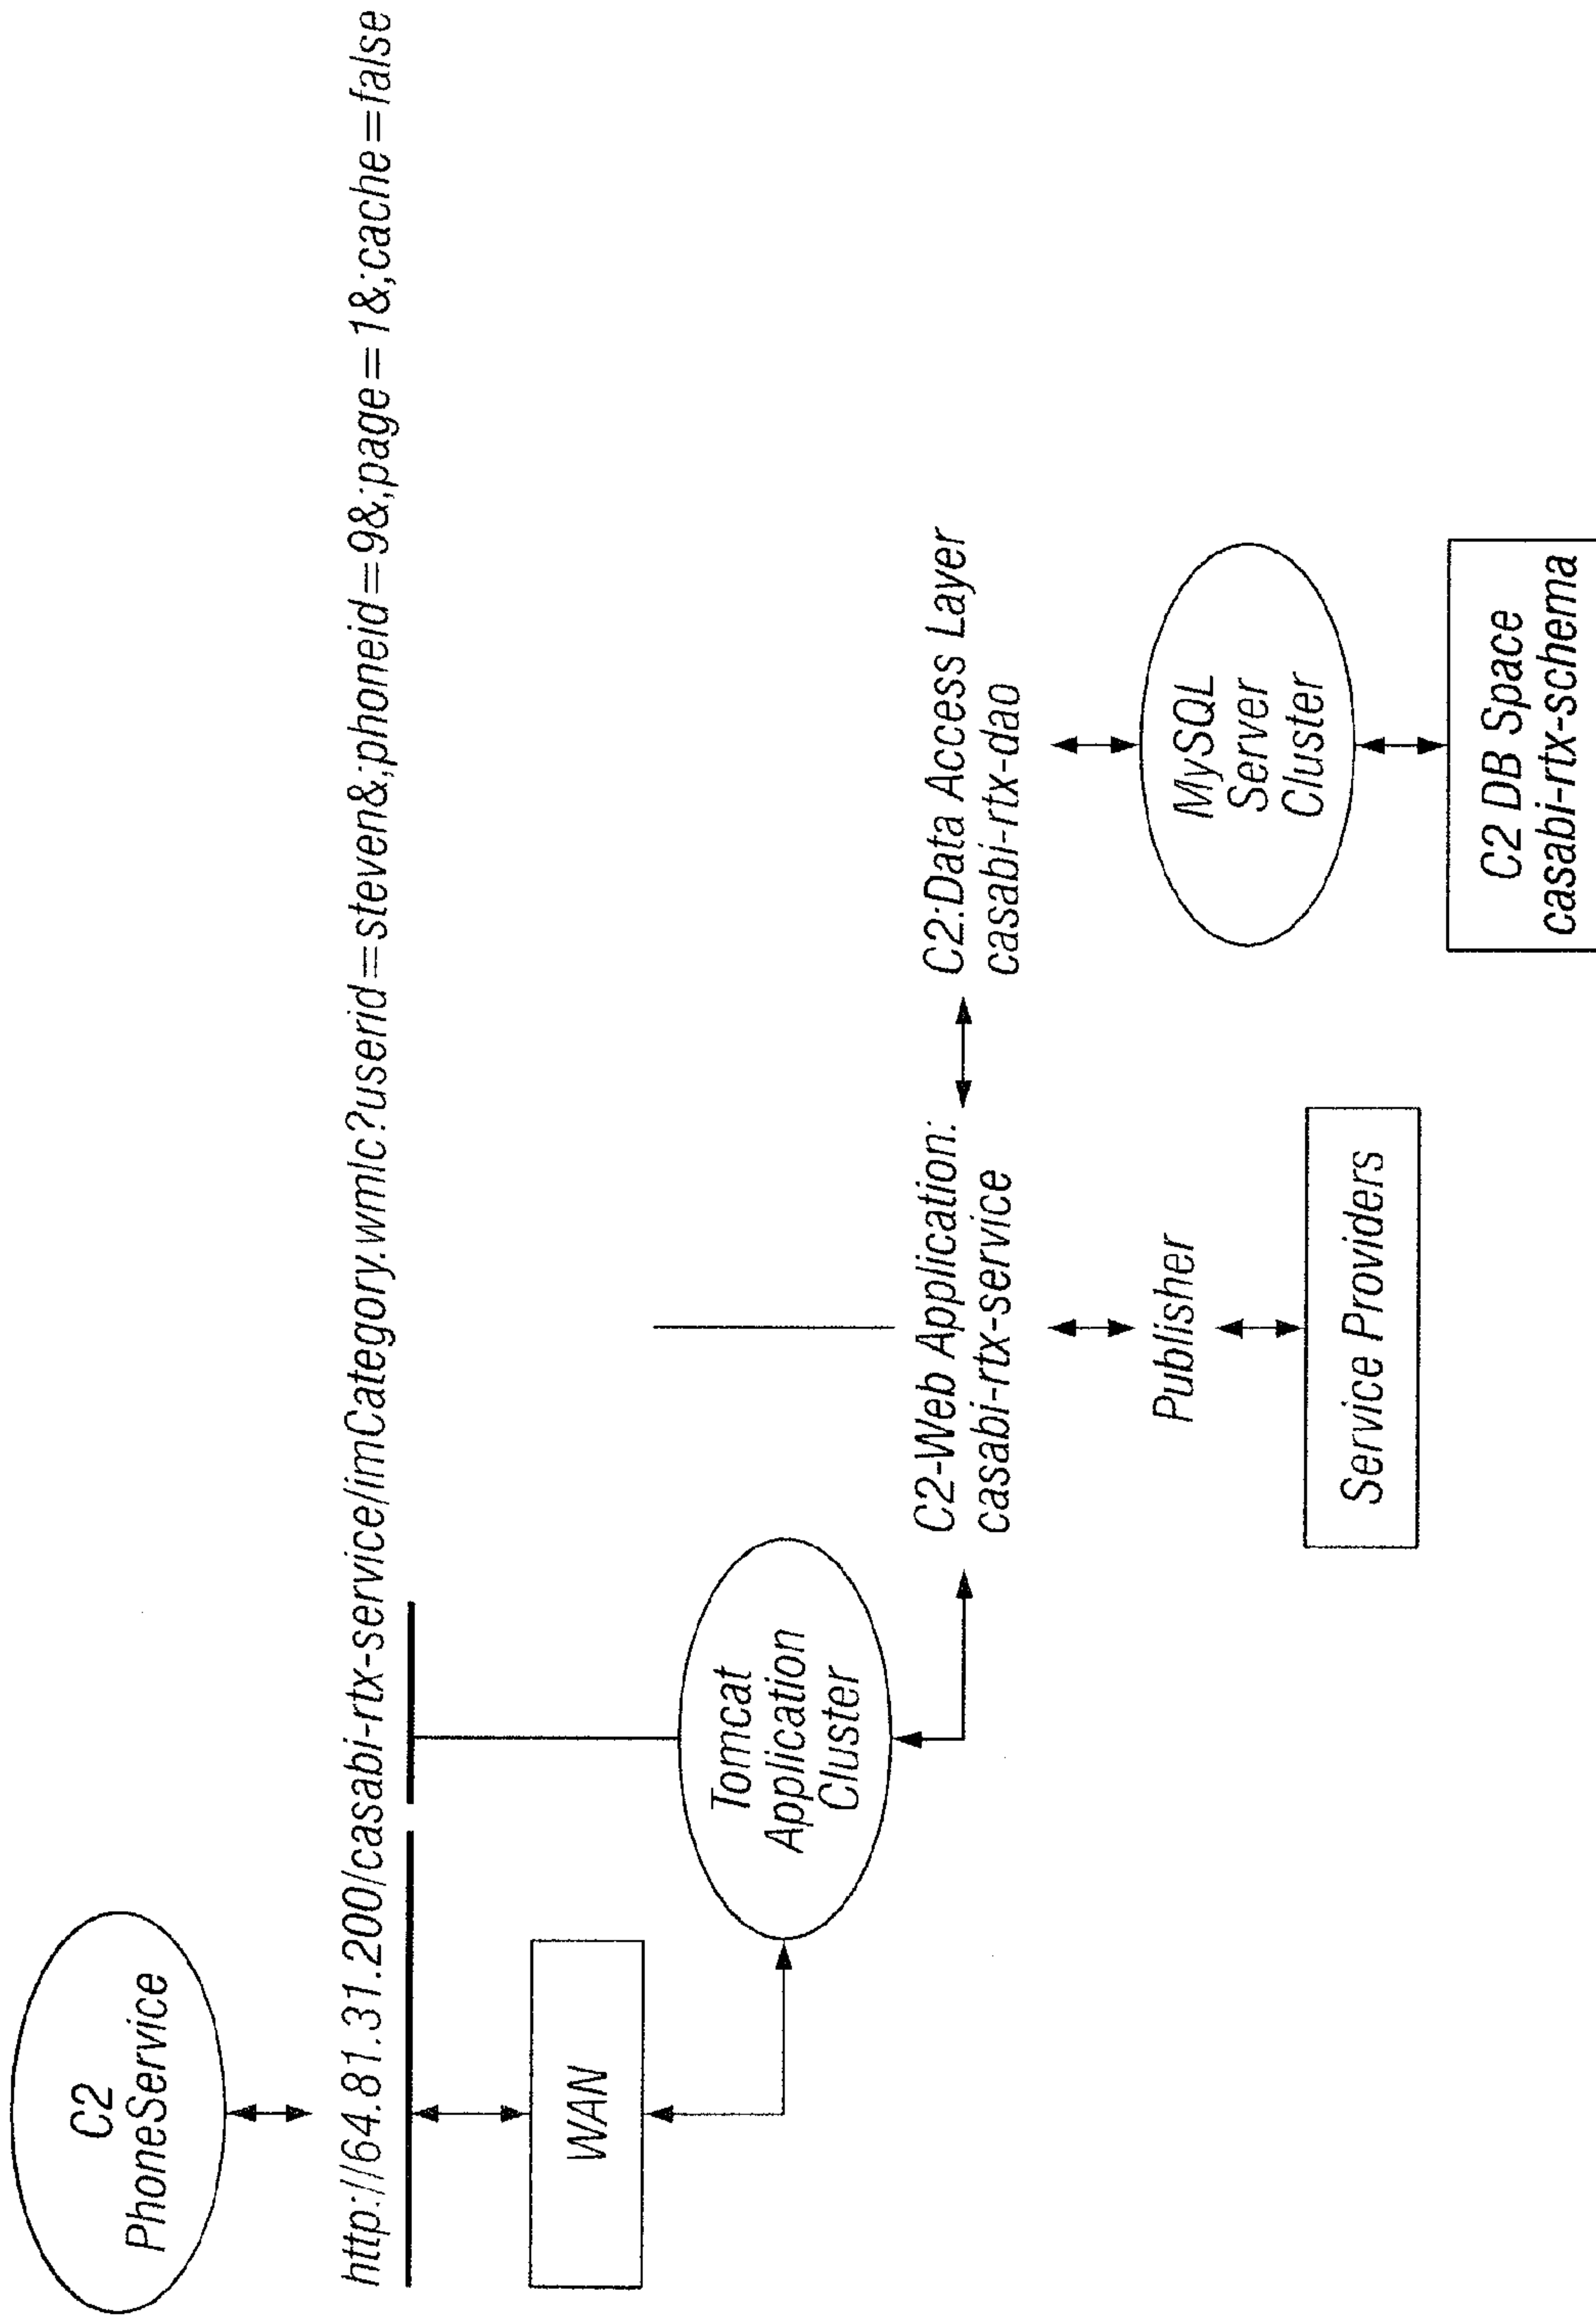 C2
PhoneService
http://64.81.31.200/casabi-rtx-service/imCategory.wmlc?userid=steven&;phoneid=9&;page=1&;cache=false
WAN
Tomcat
Application
Cluster
C2-Web Application:
casabi-rtx-service
C2:Data Access Layer
casabi-rtx-dao
Publisher
Service Providers
MySQL
Server
Cluster
C2 DB Space
casabi-rtx-schema